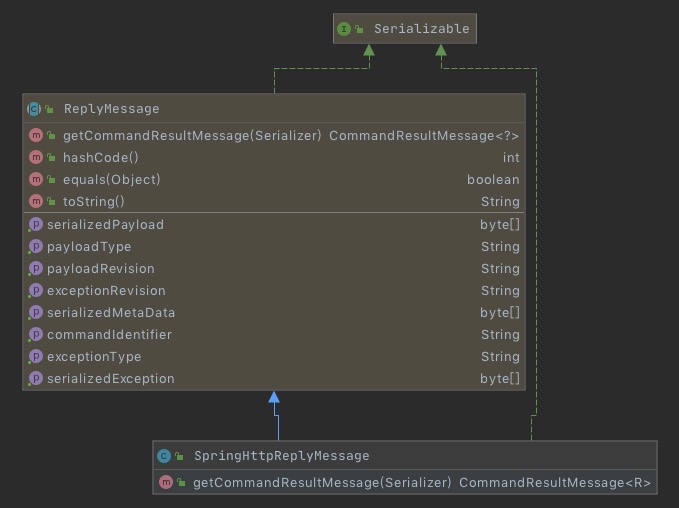 Serializable
ReplyMessage
getCommandResultMessage(Serializer) CommandResultMessage<?>
hashCode() int
equals(Object) boolean
toString() String
serializedPayload byte[]
payloadType String
payloadRevision String
exceptionRevision String
serializedMetaData byte[]
commandIdentifier String
exceptionType String
serializedException byte[]
SpringHttpReplyMessage
getCommandResultMessage(Serializer) CommandResultMessage<R>